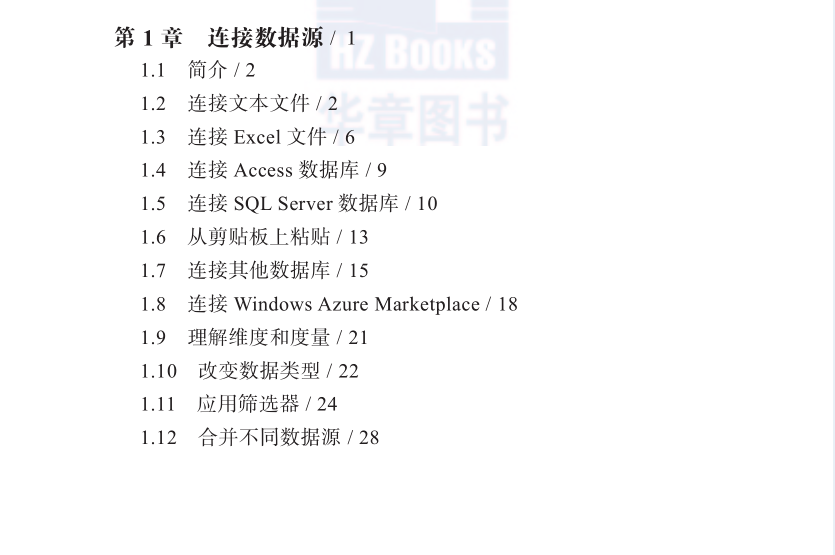 第 1 章 连接数据源 / 1
HZ BOOKS
1.1 简介 / 2
1.2 连接文本文件 / 2
华章图书
1.3 连接 Excel 文件 / 6
1.4 连接 Access 数据库 / 9
1.5 连接 SQL Server 数据库 / 10
1.6 从剪贴板上粘贴 / 13
1.7 连接其他数据库 / 15
1.8 连接 Windows Azure Marketplace / 18
1.9 理解维度和度量 / 21
1.10 改变数据类型 / 22
1.11 应用筛选器 / 24
1.12 合并不同数据源 / 28